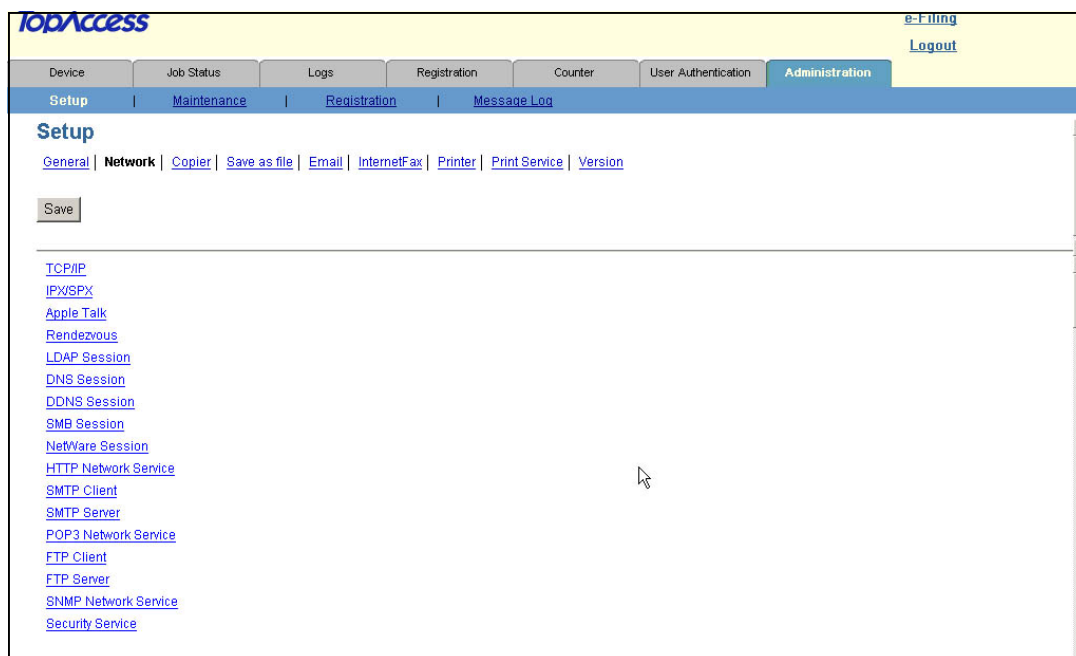 TopAccess
e-Filing
Logout
Device Job Status Logs Registration Counter User Authentication Administration
Setup | Maintenance | Registration | Message Log
Setup
General | Network | Copier | Save as file | Email | InternetFax | Printer | Print Service | Version
Save
TCP/IP
IPX/SPX
Apple Talk
Rendezvous
LDAP Session
DNS Session
DDNS Session
SMB Session
NetWare Session
HTTP Network Service
SMTP Client
SMTP Server
POP3 Network Service
FTP Client
FTP Server
SNMP Network Service
Security Service